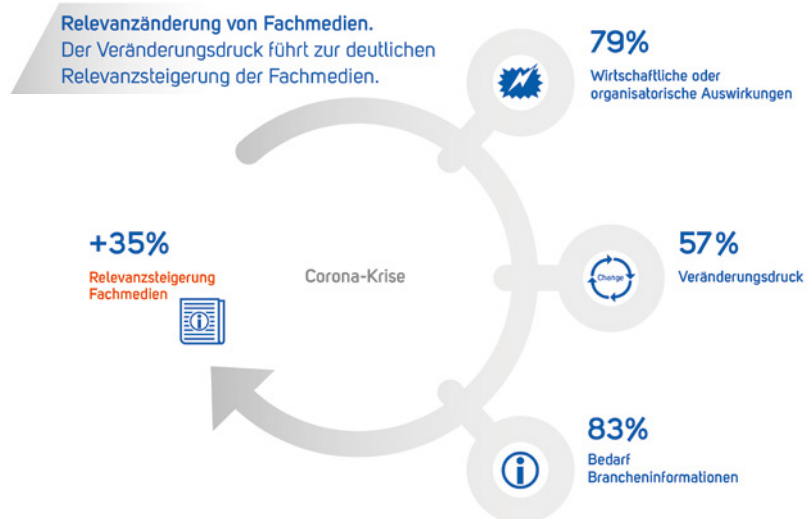 Relevanzänderung von Fachmedien.
Der Veränderungsdruck führt zur deutlichen
Relevanzsteigerung der Fachmedien.
79%
Wirtschaftliche oder
organisatorische Auswirkungen
+35%
Relevanzsteigerung
Fachmedien
Corona-Krise
Change
57%
Veränderungsdruck
83%
Bedarf
Brancheninformationen